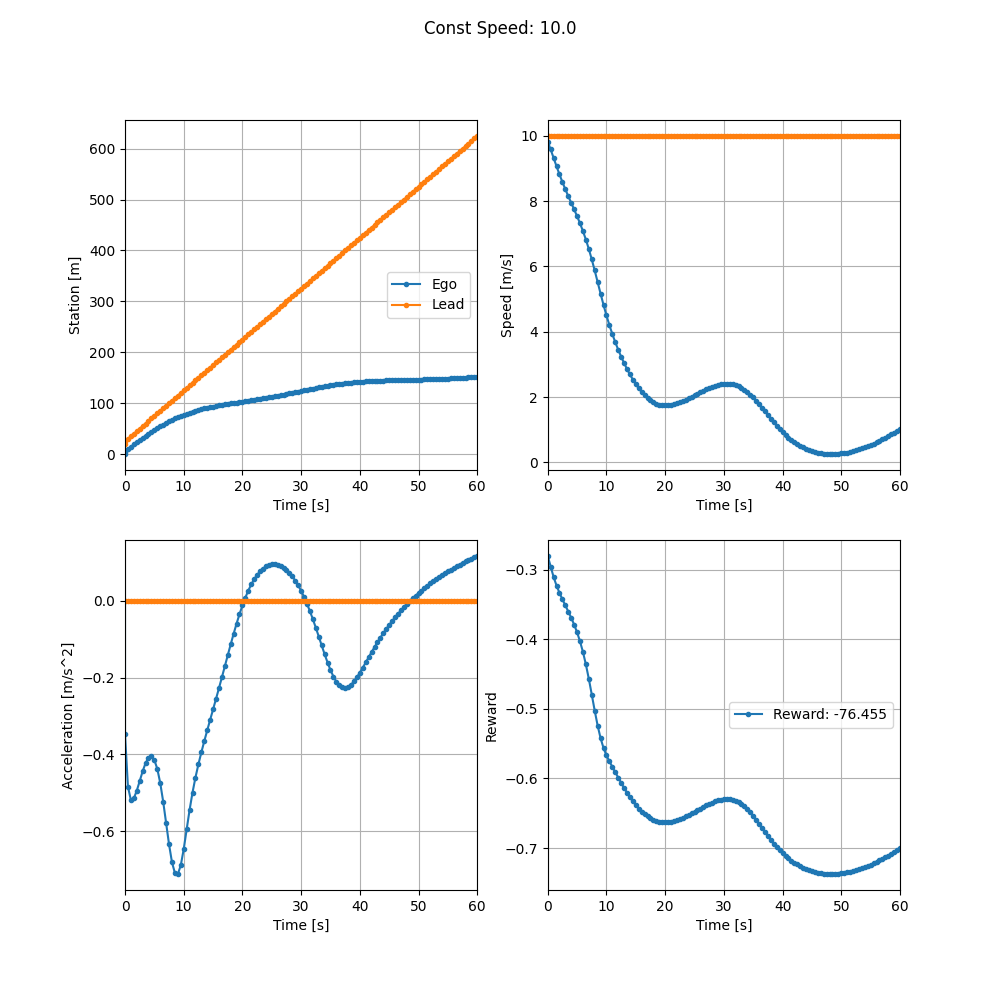 Const Speed: 10.0
Station [m]
600
500
400
300
200
100
0
Ego
Lead
0 10 20 30 40 50 60
Time [s]
Speed [m/s]
10
8
6
4
2
0
0 10 20 30 40 50 60
Time [s]
Acceleration [m/s^2]
0.0
−0.2
−0.4
−0.6
0 10 20 30 40 50 60
Time [s]
Reward
−0.3
−0.4
−0.5
−0.6
−0.7
Reward: -76.455
0 10 20 30 40 50 60
Time [s]